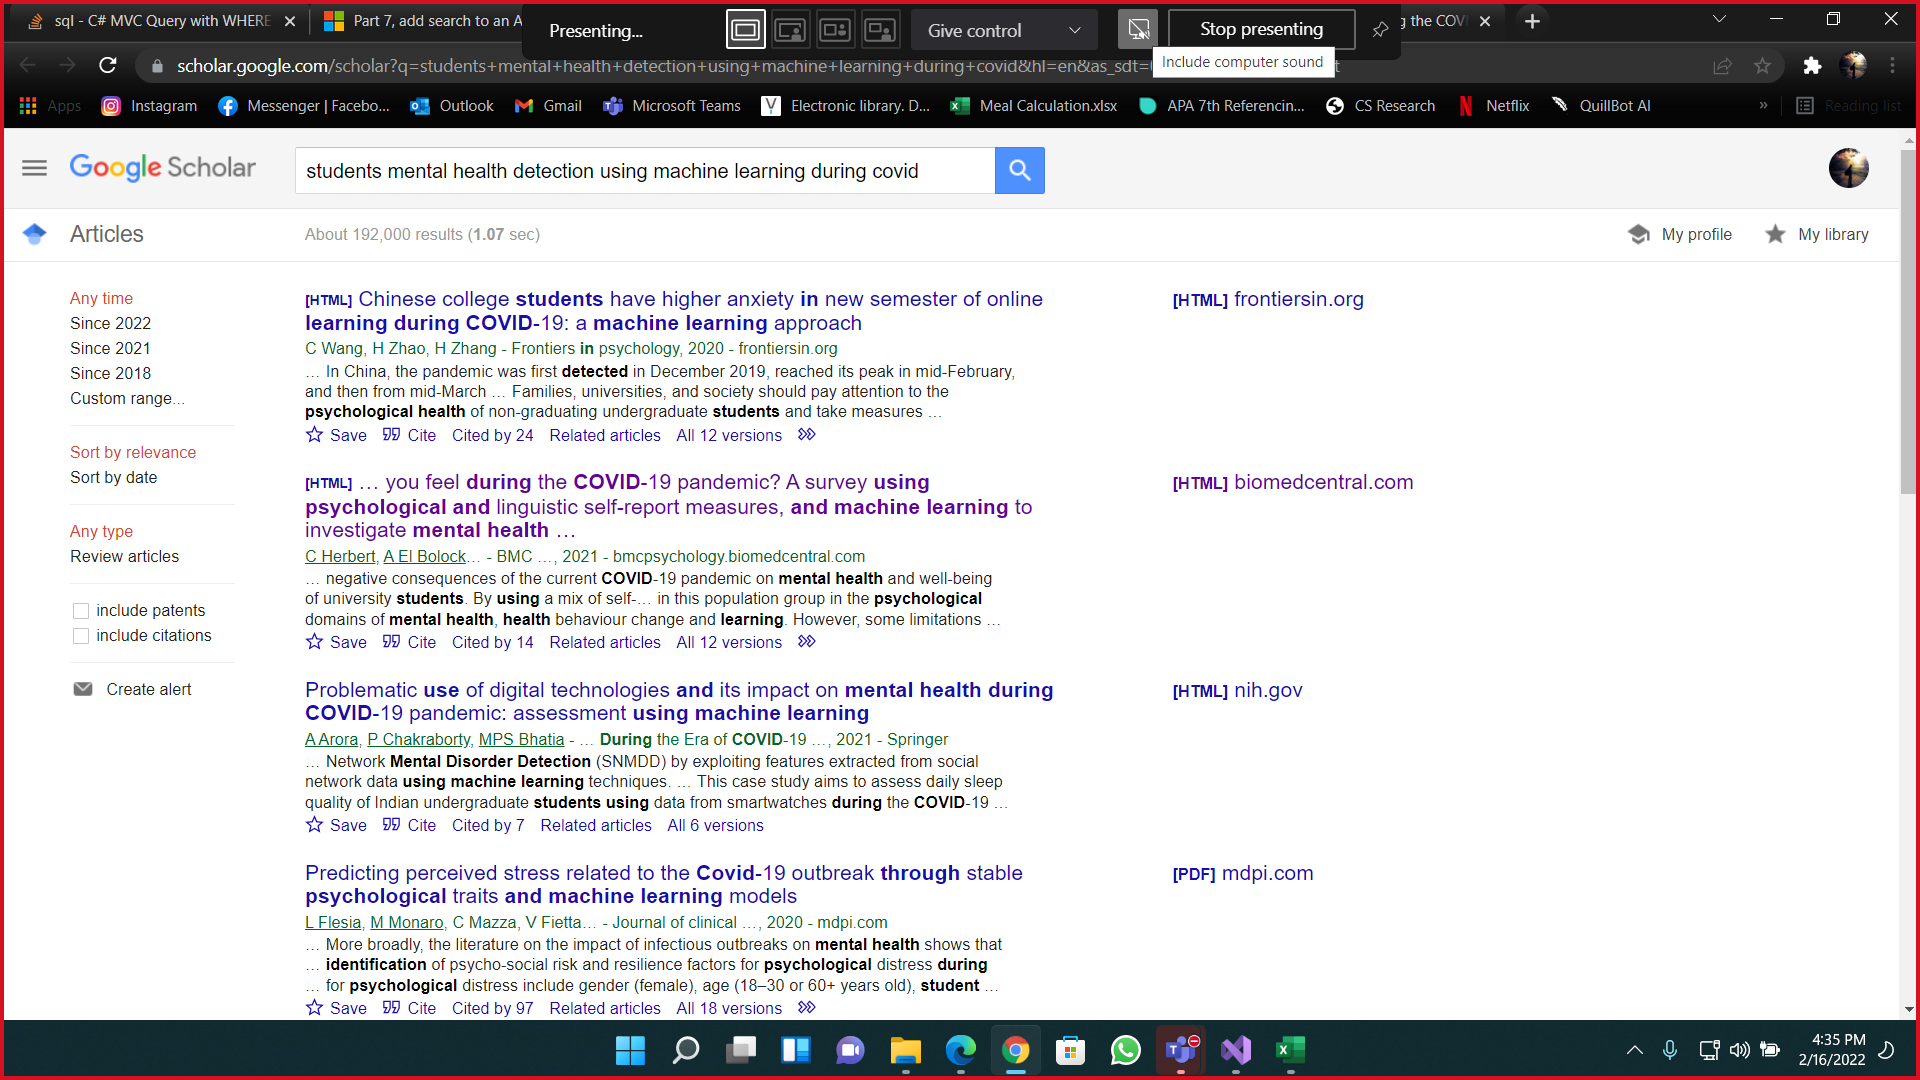 sql - C# MVC Query with WHERE
Part 7, add search to an A
Presenting...
Give control
Stop presenting
g the COVI
Include computer sound
scholar.google.com/scholar?q=students+mental+health+detection+using+machine+learning+during+covid&hl=en&as_sdt=
Apps
Instagram
Messenger | Facebo...
Outlook
Gmail
Microsoft Teams
Electronic library. D...
Meal Calculation.xlsx
APA 7th Referencin...
CS Research
Netflix
QuillBot AI
»
Reading list
Google Scholar
students mental health detection using machine learning during covid
Articles
About 192,000 results (1.07 sec)
My profile
My library
Any time
Since 2022
Since 2021
Since 2018
Custom range...
Sort by relevance
Sort by date
Any type
Review articles
include patents
include citations
Create alert
[HTML] Chinese college students have higher anxiety in new semester of online
learning during COVID-19: a machine learning approach
C Wang, H Zhao, H Zhang - Frontiers in psychology, 2020 - frontiersin.org
… In China, the pandemic was first detected in December 2019, reached its peak in mid-February,
and then from mid-March … Families, universities, and society should pay attention to the
psychological health of non-graduating undergraduate students and take measures …
Save Cite Cited by 24 Related articles All 12 versions
[HTML] frontiersin.org
[HTML] … you feel during the COVID-19 pandemic? A survey using
psychological and linguistic self-report measures, and machine learning to
investigate mental health …
C Herbert, A El Bolock… - BMC …, 2021 - bmcpsychology.biomedcentral.com
… negative consequences of the current COVID-19 pandemic on mental health and well-being
of university students. By using a mix of self-… in this population group in the psychological
domains of mental health, health behaviour change and learning. However, some limitations …
Save Cite Cited by 14 Related articles All 12 versions
[HTML] biomedcentral.com
Problematic use of digital technologies and its impact on mental health during
COVID-19 pandemic: assessment using machine learning
A Arora, P Chakraborty, MPS Bhatia - … During the Era of COVID-19 …, 2021 - Springer
… Network Mental Disorder Detection (SNMDD) by exploiting features extracted from social
network data using machine learning techniques. … This case study aims to assess daily sleep
quality of Indian undergraduate students using data from smartwatches during the COVID-19 …
Save Cite Cited by 7 Related articles All 6 versions
[HTML] nih.gov
Predicting perceived stress related to the Covid-19 outbreak through stable
psychological traits and machine learning models
L Flesia, M Monaro, C Mazza, V Fietta… - Journal of clinical …, 2020 - mdpi.com
… More broadly, the literature on the impact of infectious outbreaks on mental health shows that
… identification of psycho-social risk and resilience factors for psychological distress during
… for psychological distress include gender (female), age (18–30 or 60+ years old), student …
Save Cite Cited by 97 Related articles All 18 versions
[PDF] mdpi.com
4:35 PM
2/16/2022